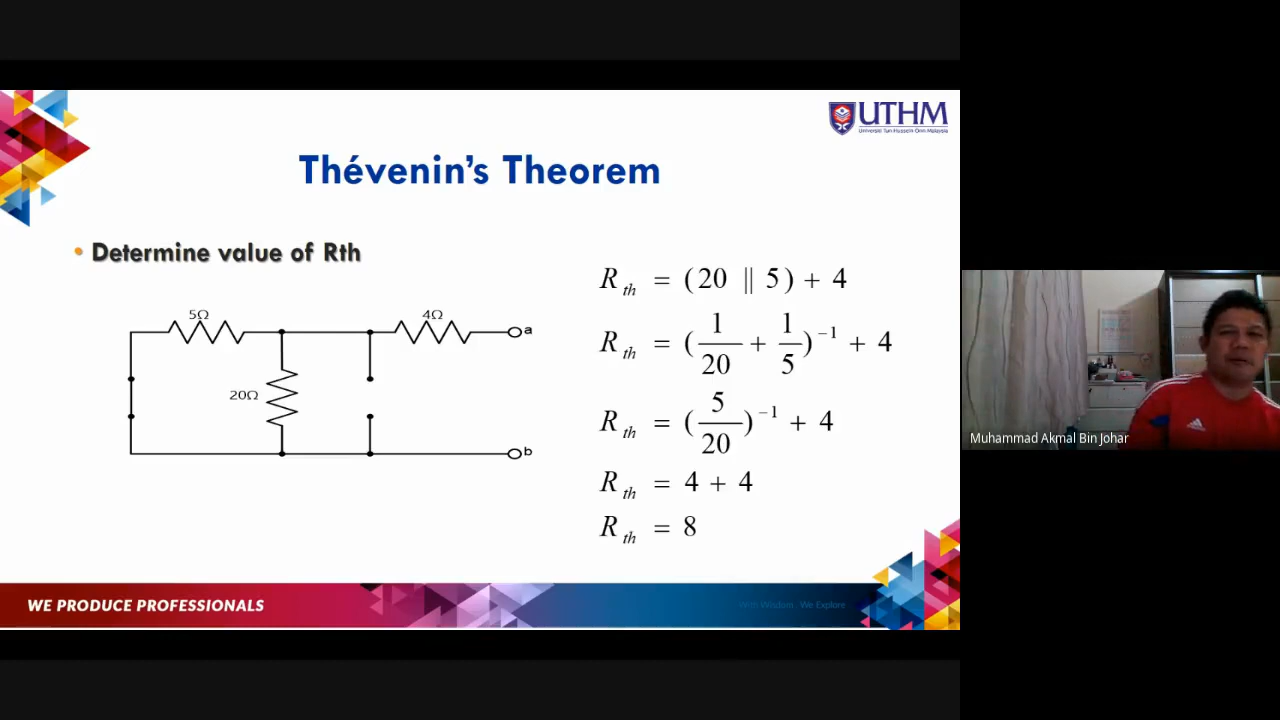 UTHM
Universiti Tun Hussein Onn Malaysia
Thévenin's Theorem
• Determine value of Rth
5Ω
4Ω
a
20Ω
b
R th = ( 20 || 5 ) + 4
R th = ( 1/20 + 1/5 ) −1 + 4
R th = ( 5/20 ) −1 + 4
R th = 4 + 4
R th = 8
Muhammad Akmal Bin Johar
WE PRODUCE PROFESSIONALS
With Wisdom We Explore